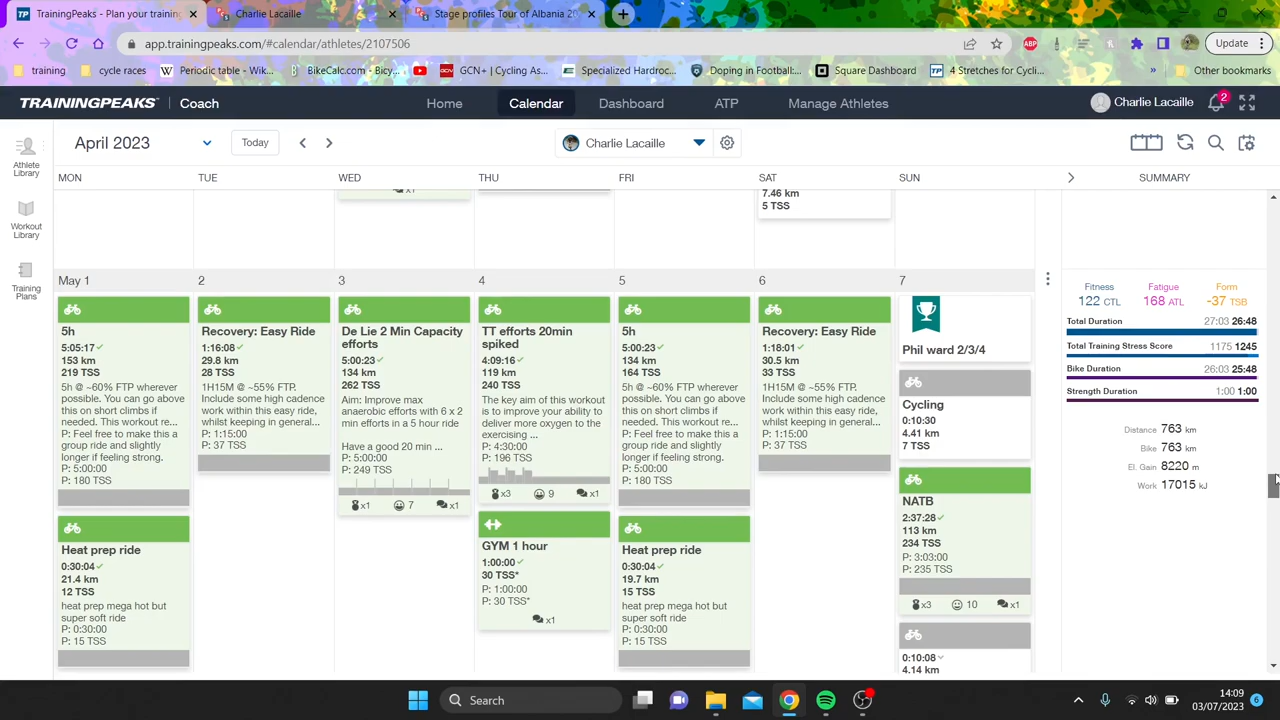 TrainingPeaks - Plan your training
Charlie Lacaille
Stage profiles Tour of Albania 20
app.trainingpeaks.com/#calendar/athletes/2107506
ABP
Update
training
cycle races
W Periodic table - Wik...
BikeCalc.com - Bicy...
GCN+ | Cycling As...
Specialized Hardroc...
Doping in Football:...
Square Dashboard
TP 4 Stretches for Cycli...
Other bookmarks
TRAININGPEAKS Coach
Home
Calendar
Dashboard
ATP
Manage Athletes
Charlie Lacaille
2
Athlete Library
Workout Library
Training Plans
April 2023
Today
Charlie Lacaille
MON TUE WED THU FRI SAT SUN SUMMARY
x1
7.46 km
5 TSS
May 1
5h
5:05:17
153 km
219 TSS
5h @ ~60% FTP wherever
possible. You can go above
this on short climbs if
needed. This workout re...
P: Feel free to make this a
group ride and slightly
longer if feeling strong.
P: 5:00:00
P: 180 TSS
Heat prep ride
0:30:04
21.4 km
12 TSS
heat prep mega hot but
super soft ride
P: 0:30:00
P: 15 TSS
2
Recovery: Easy Ride
1:16:08
29.8 km
28 TSS
1H15M @ ~55% FTP.
Include some high cadence
work within this easy ride,
whilst keeping in general...
P: 1:15:00
P: 37 TSS
3
De Lie 2 Min Capacity
efforts
5:00:23
134 km
262 TSS
Aim: Improve max
anaerobic efforts with 6 x 2
min efforts in a 5 hour ride
Have a good 20 min ...
P: 5:00:00
P: 249 TSS
x1 7 x1
4
TT efforts 20min
spiked
4:09:16
119 km
240 TSS
The key aim of this workout
is to improve your ability to
deliver more oxygen to the
exercising ...
P: 4:30:00
P: 196 TSS
x3 9 x1
GYM 1 hour
1:00:00
30 TSS*
P: 1:00:00
P: 30 TSS*
x1
5
5h
5:00:23
134 km
164 TSS
5h @ ~60% FTP wherever
possible. You can go above
this on short climbs if
needed. This workout re...
P: Feel free to make this a
group ride and slightly
longer if feeling strong.
P: 5:00:00
P: 180 TSS
Heat prep ride
0:30:04
19.7 km
15 TSS
heat prep mega hot but
super soft ride
P: 0:30:00
P: 15 TSS
6
Recovery: Easy Ride
1:18:01
30.5 km
33 TSS
1H15M @ ~55% FTP.
Include some high cadence
work within this easy ride,
whilst keeping in general...
P: 1:15:00
P: 37 TSS
7
Phil ward 2/3/4
Cycling
0:10:30
4.41 km
7 TSS
NATB
2:37:28
113 km
234 TSS
P: 3:03:00
P: 235 TSS
x3 10 x1
0:10:08
4.14 km
Fitness Fatigue Form
122 CTL 168 ATL -37 TSB
Total Duration 27:03 26:48
Total Training Stress Score 1175 1245
Bike Duration 26:03 25:48
Strength Duration 1:00 1:00
Distance 763 km
Bike 763 km
El. Gain 8220 m
Work 17015 kJ
Search
14:09
03/07/2023
6